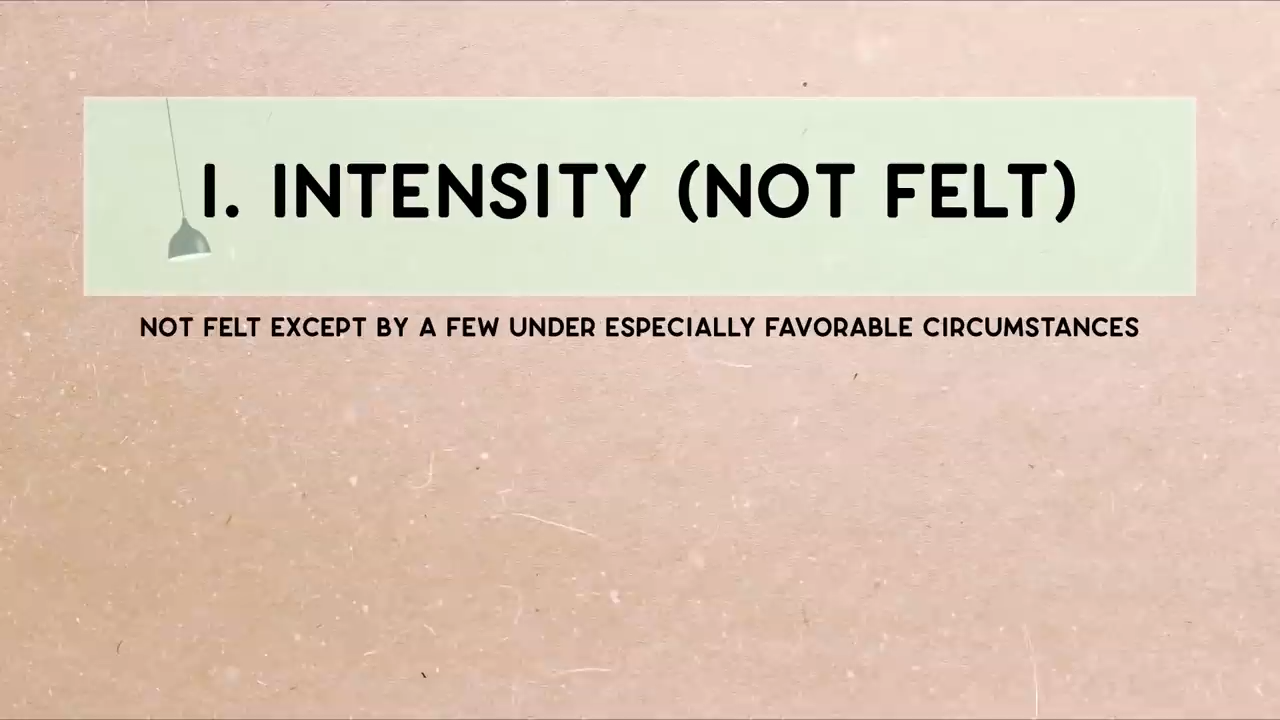 I. INTENSITY (NOT FELT)
NOT FELT EXCEPT BY A FEW UNDER ESPECIALLY FAVORABLE CIRCUMSTANCES